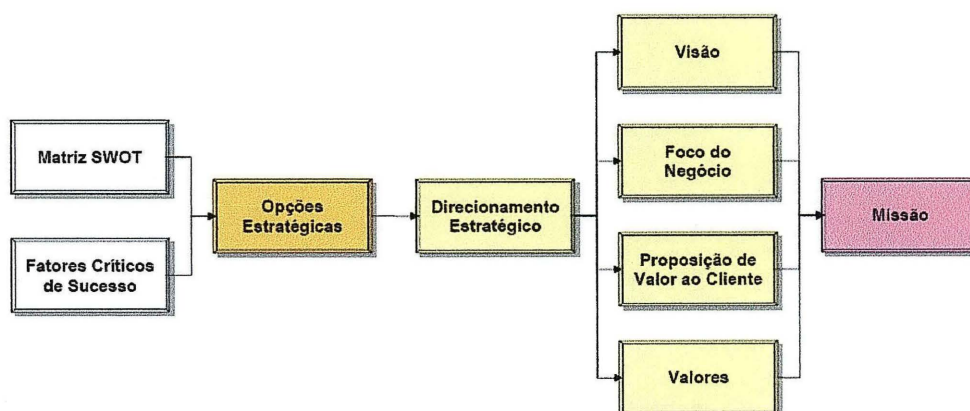 Matriz SWOT
Fatores Críticos
de Sucesso
Opções
Estratégicas
Direcionamento
Estratégico
Visão
Foco do
Negócio
Proposição de
Valor ao Cliente
Valores
Missão